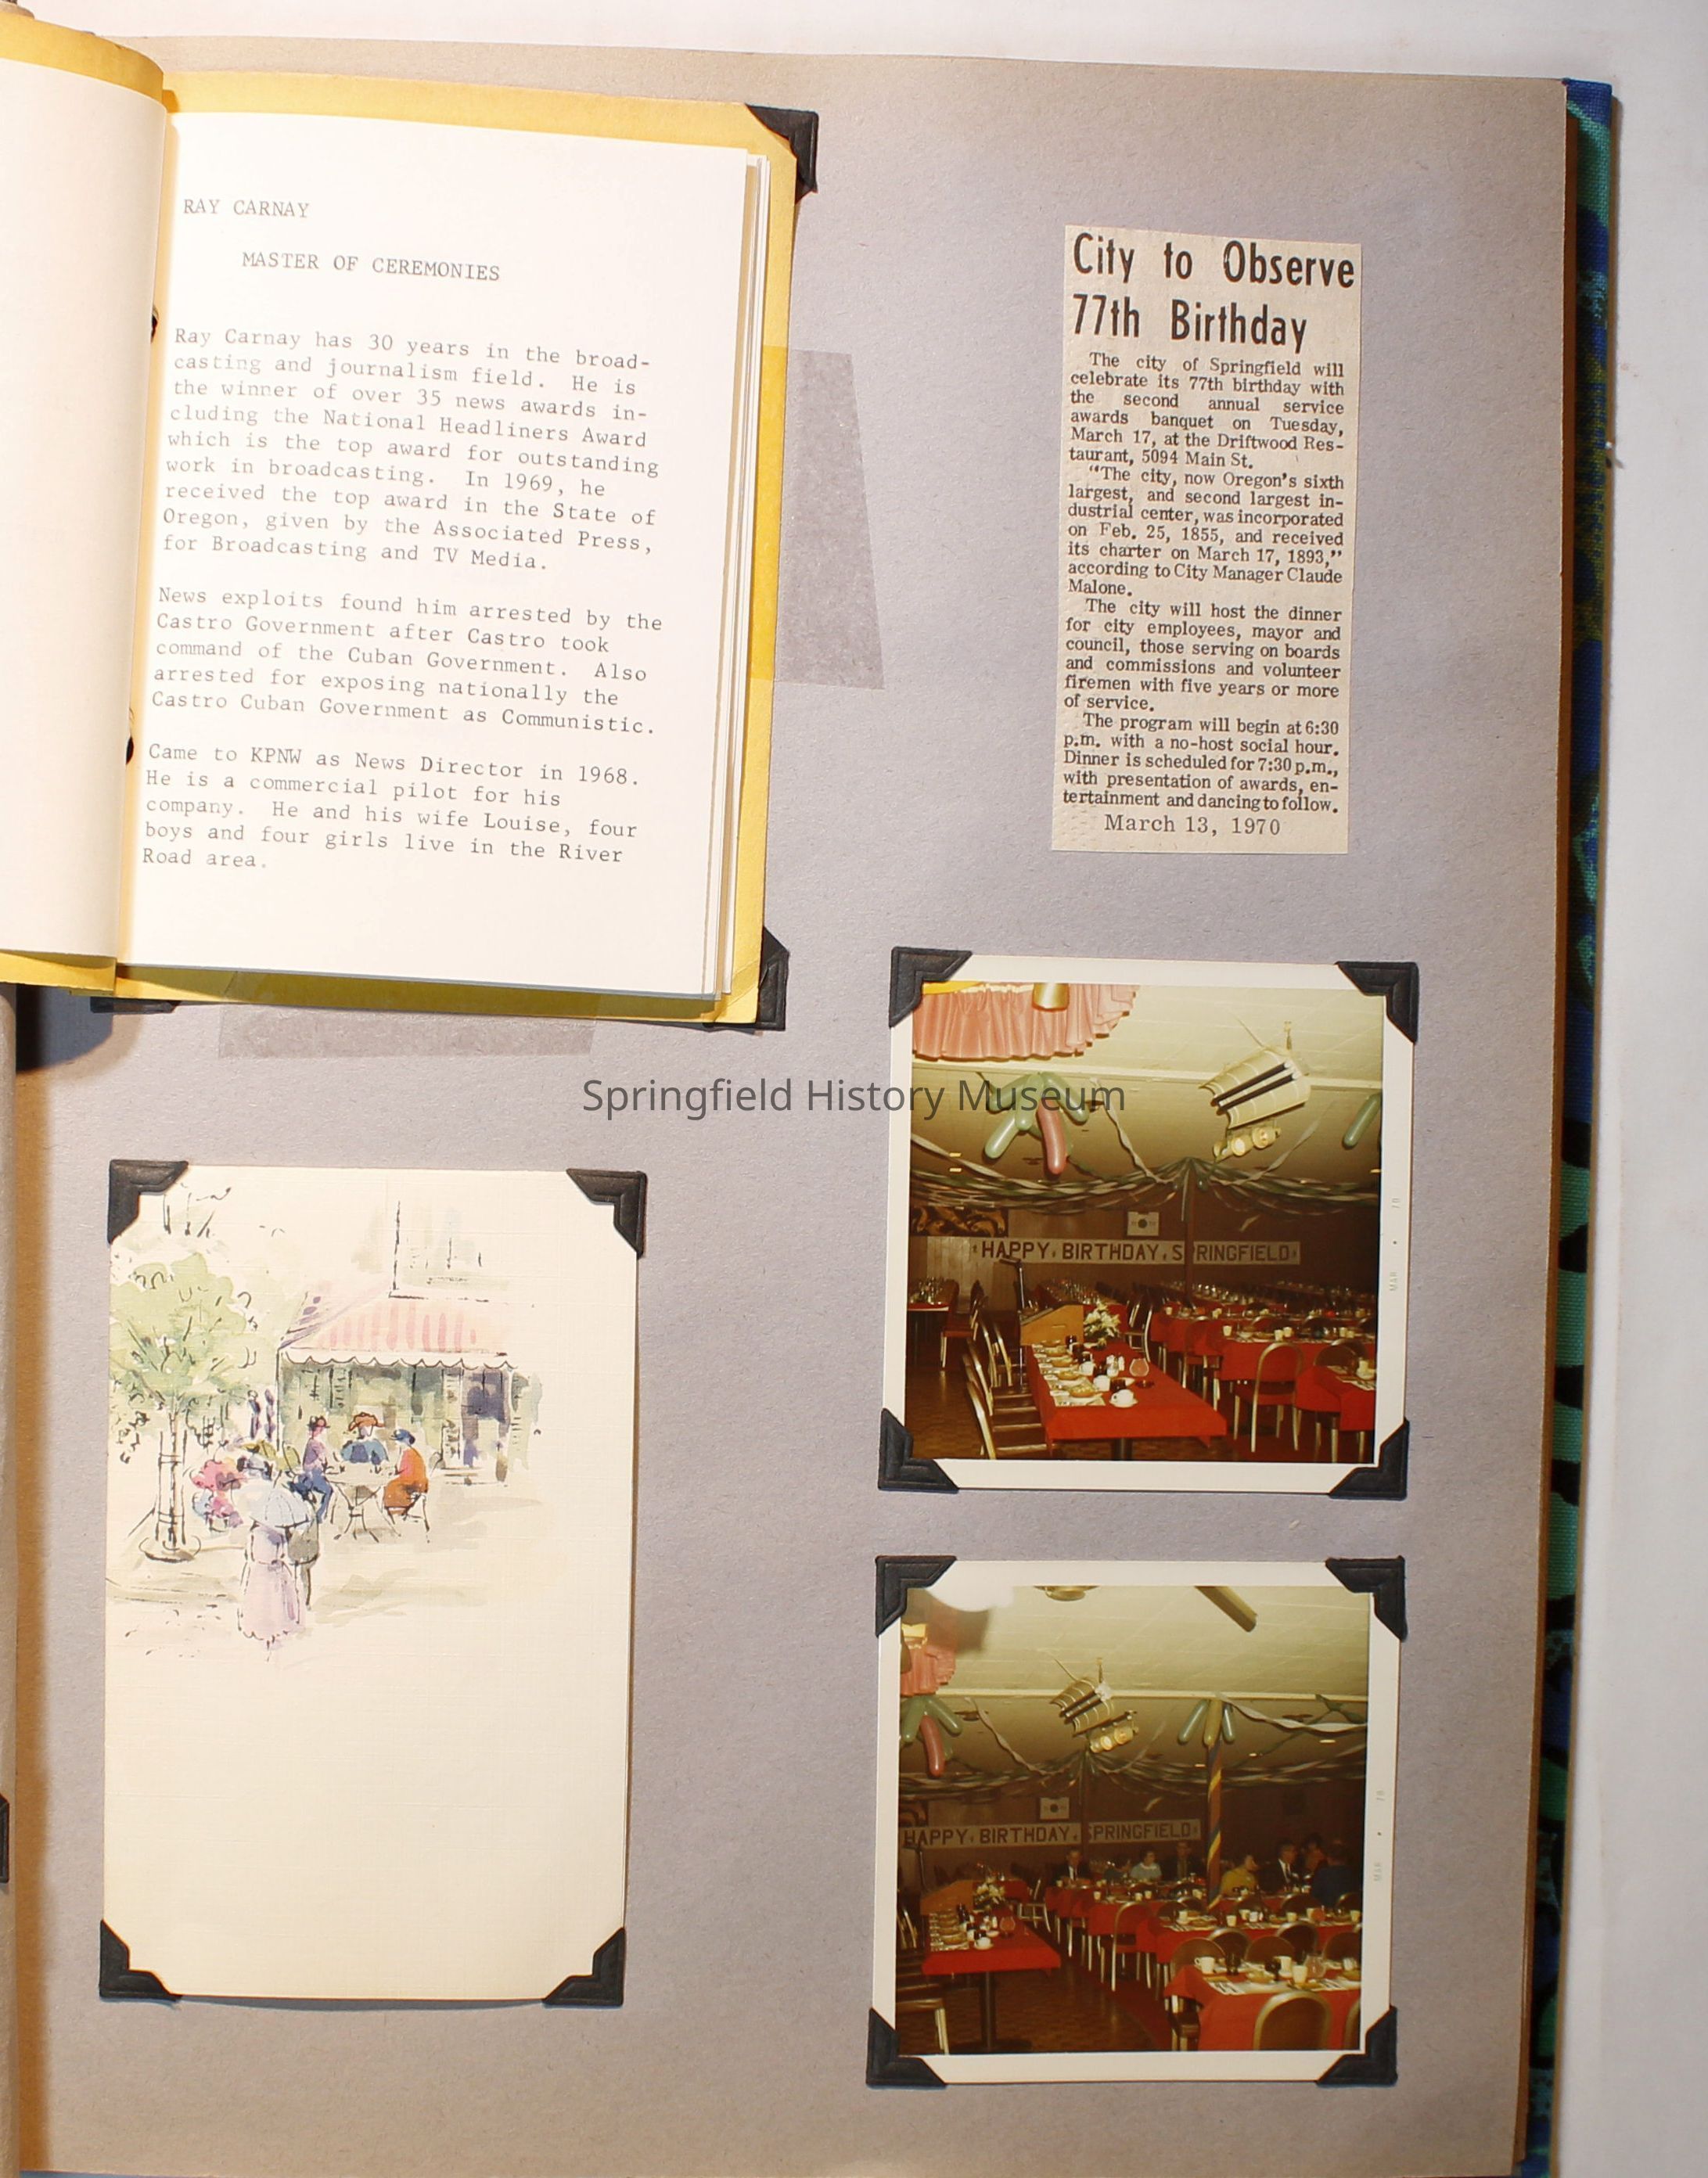 RAY CARNAY
MASTER OF CEREMONIES
Ray Carnay has 30 years in the broad-
casting and journalism field. He is
the winner of over 35 news awards in-
cluding the National Headliners Award
which is the top award for outstanding
work in broadcasting. In 1969, he
received the top award in the State of
Oregon, given by the Associated Press,
for Broadcasting and TV Media.
News exploits found him arrested by the
Castro Government after Castro took
command of the Cuban Government. Also
arrested for exposing nationally the
Castro Cuban Government as Communistic.
Came to KPNW as News Director in 1968.
He is a commercial pilot for his
company. He and his wife Louise, four
boys and four girls live in the River
Road area.
City to Observe
77th Birthday
The city of Springfield will
celebrate its 77th birthday with
the second annual service
awards banquet on Tuesday,
March 17, at the Driftwood Res-
taurant, 5094 Main St.
"The city, now Oregon's sixth
largest, and second largest in-
dustrial center, was incorporated
on Feb. 25, 1855, and received
its charter on March 17, 1893,"
according to City Manager Claude
Malone.
The city will host the dinner
for city employees, mayor and
council, those serving on boards
and commissions and volunteer
firemen with five years or more
of service.
The program will begin at 6:30
p.m. with a no-host social hour.
Dinner is scheduled for 7:30 p.m.,
with presentation of awards, en-
tertainment and dancing to follow.
March 13, 1970
Springfield History Museum
HAPPY BIRTHDAY SPRINGFIELD
MAR • 70
HAPPY BIRTHDAY SPRINGFIELD
MAR • 70